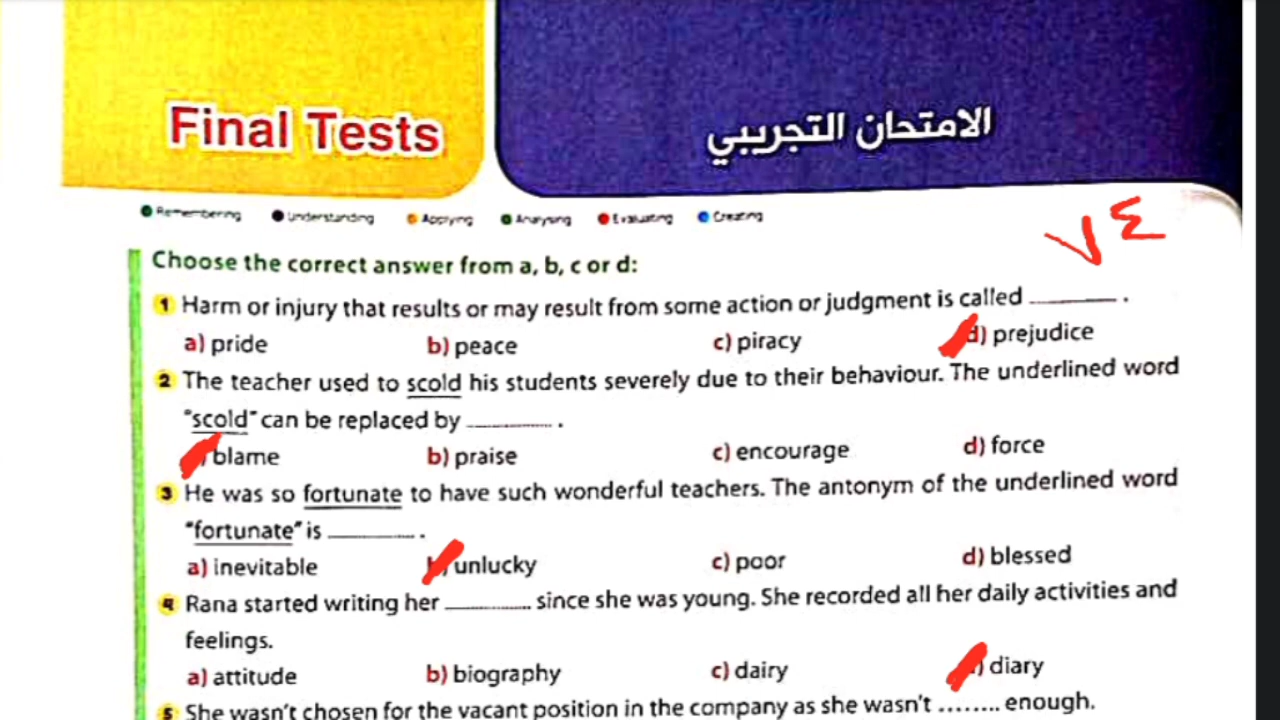 Final Tests
الامتحان التجريبي
Remembering Understanding Applying Analysing Evaluating Creating
٧٤
Choose the correct answer from a, b, c or d:
1 Harm or injury that results or may result from some action or judgment is called ............ .
a) pride b) peace c) piracy d) prejudice
2 The teacher used to scold his students severely due to their behaviour. The underlined word
"scold" can be replaced by ............ .
blame b) praise c) encourage d) force
3 He was so fortunate to have such wonderful teachers. The antonym of the underlined word
"fortunate" is ............ .
a) inevitable b) unlucky c) poor d) blessed
4 Rana started writing her ............ since she was young. She recorded all her daily activities and
feelings.
a) attitude b) biography c) dairy ) diary
5 She wasn't chosen for the vacant position in the company as she wasn't ........ enough.